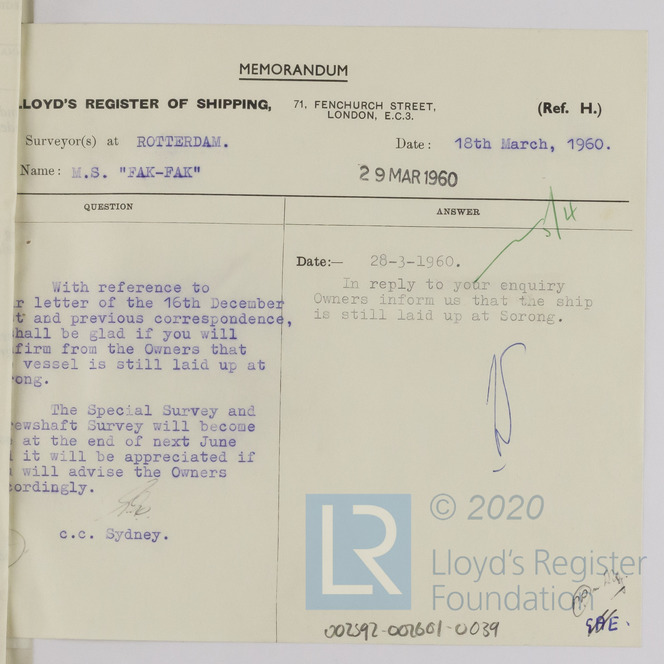 MEMORANDUM
LLOYD'S REGISTER OF SHIPPING,
71, FENCHURCH STREET,
LONDON, E.C.3.
(Ref. H.)
Surveyor(s) at ROTTERDAM.
Date: 18th March, 1960.
Name: M.S. "FAK-FAK"
29 MAR 1960
QUESTION
With reference to
r letter of the 16th December
t and previous correspondence,
hall be glad if you will
firm from the Owners that
vessel is still laid up at
ong.
The Special Survey and
ewshaft Survey will become
at the end of next June
it will be appreciated if
will advise the Owners
cordingly.
c.c. Sydney.
ANSWER
Date:— 28-3-1960.
In reply to your enquiry
Owners inform us that the ship
is still laid up at Sorong.
LR
© 2020
Lloyd's Register
Foundation
002592-002601-0039